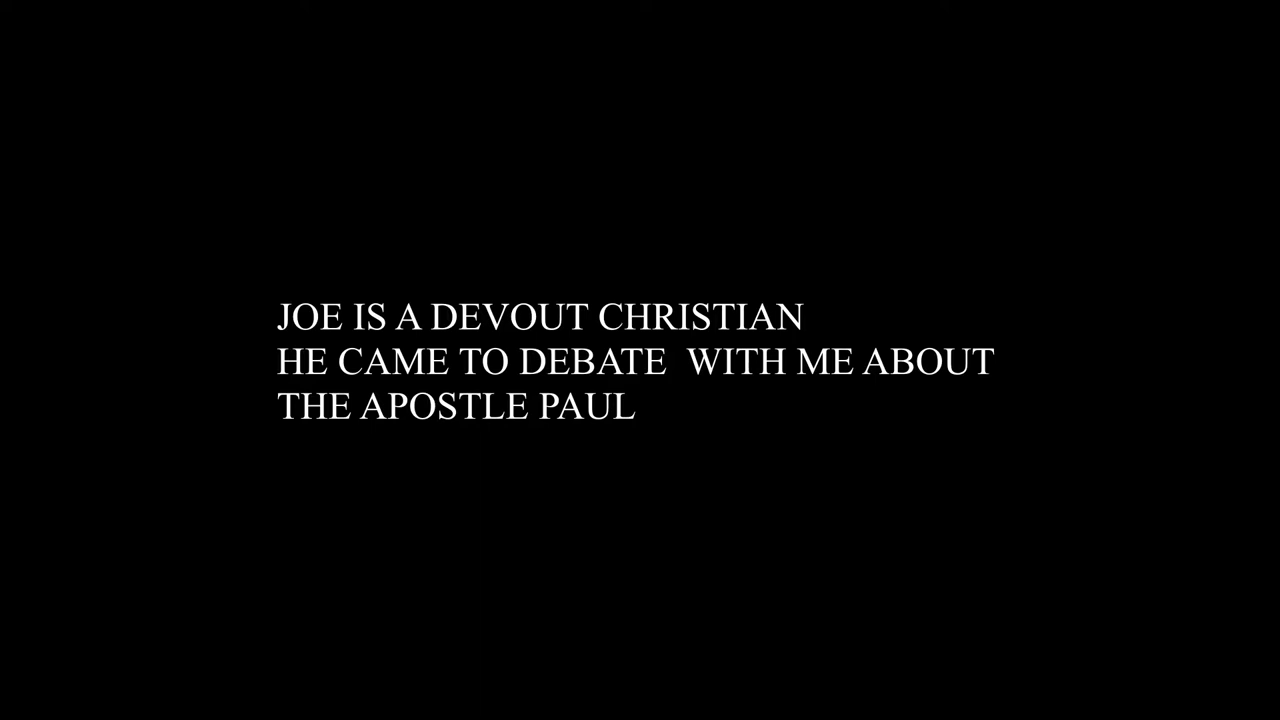 JOE IS A DEVOUT CHRISTIAN
HE CAME TO DEBATE  WITH ME ABOUT
THE APOSTLE PAUL